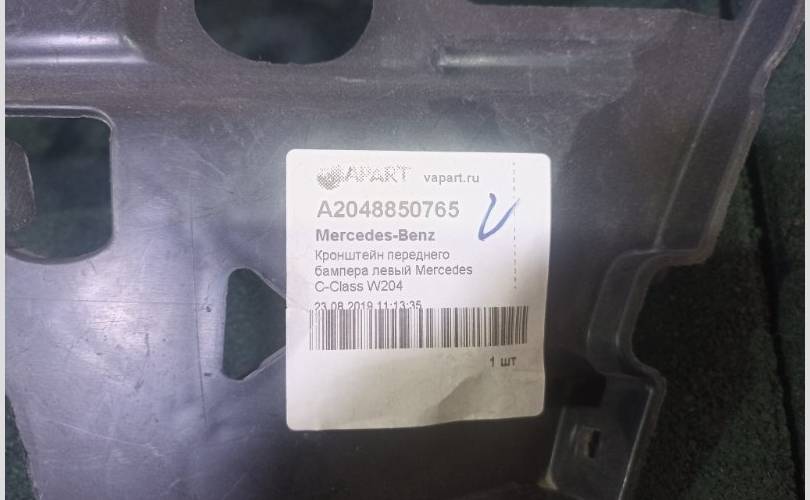 APART vapart.ru
A2048850765
Mercedes-Benz
Кронштейн переднего
бампера левый Mercedes
C-Class W204
23.08.2019 11:13:35
1 шт